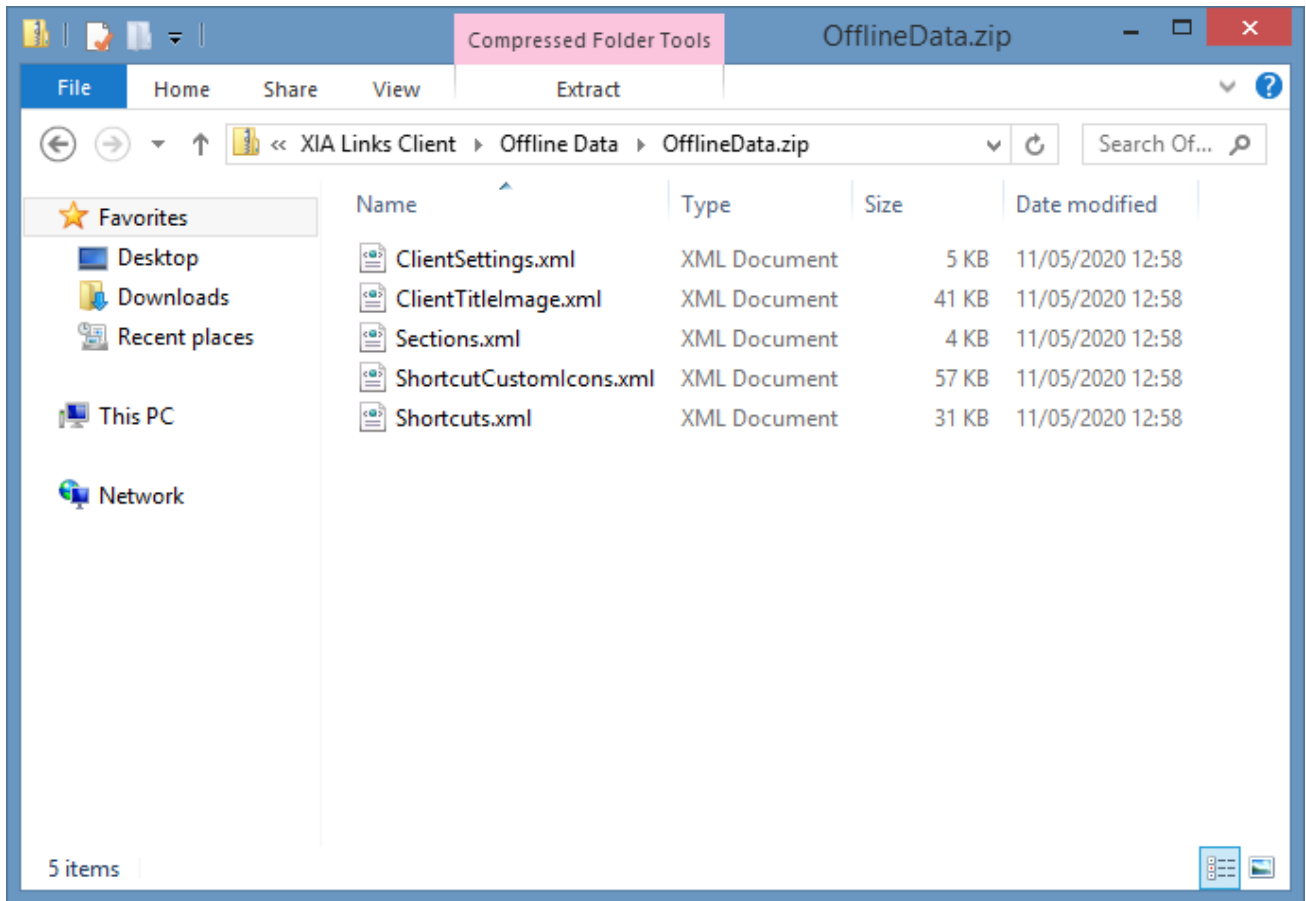 Compressed Folder Tools
OfflineData.zip
File Home Share View Extract
« XIA Links Client Offline Data OfflineData.zip
Search Of...
Name Type Size Date modified
Favorites
Desktop
Downloads
Recent places
This PC
Network
ClientSettings.xml XML Document 5 KB 11/05/2020 12:58
ClientTitleImage.xml XML Document 41 KB 11/05/2020 12:58
Sections.xml XML Document 4 KB 11/05/2020 12:58
ShortcutCustomIcons.xml XML Document 57 KB 11/05/2020 12:58
Shortcuts.xml XML Document 31 KB 11/05/2020 12:58
5 items